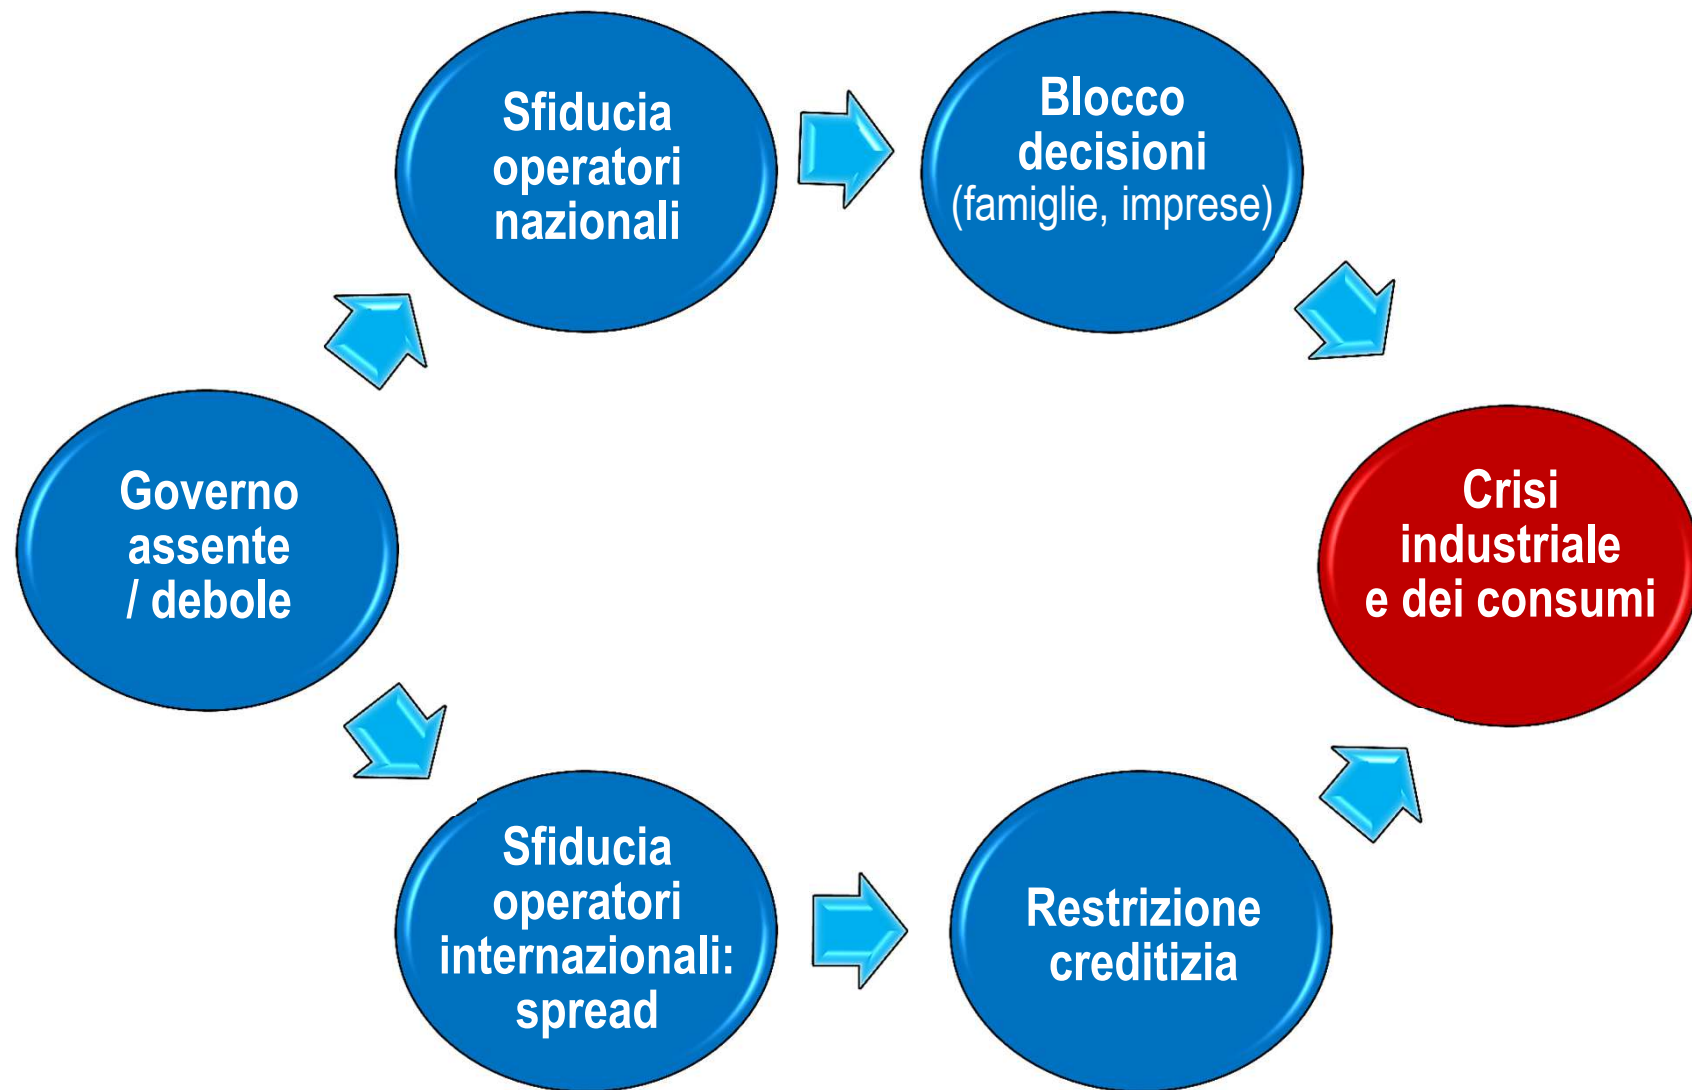 Sfiducia
operatori
nazionali
Blocco
decisioni
(famiglie, imprese)
Governo
assente
/ debole
Crisi
industriale
e dei consumi
Sfiducia
operatori
internazionali:
spread
Restrizione
creditizia